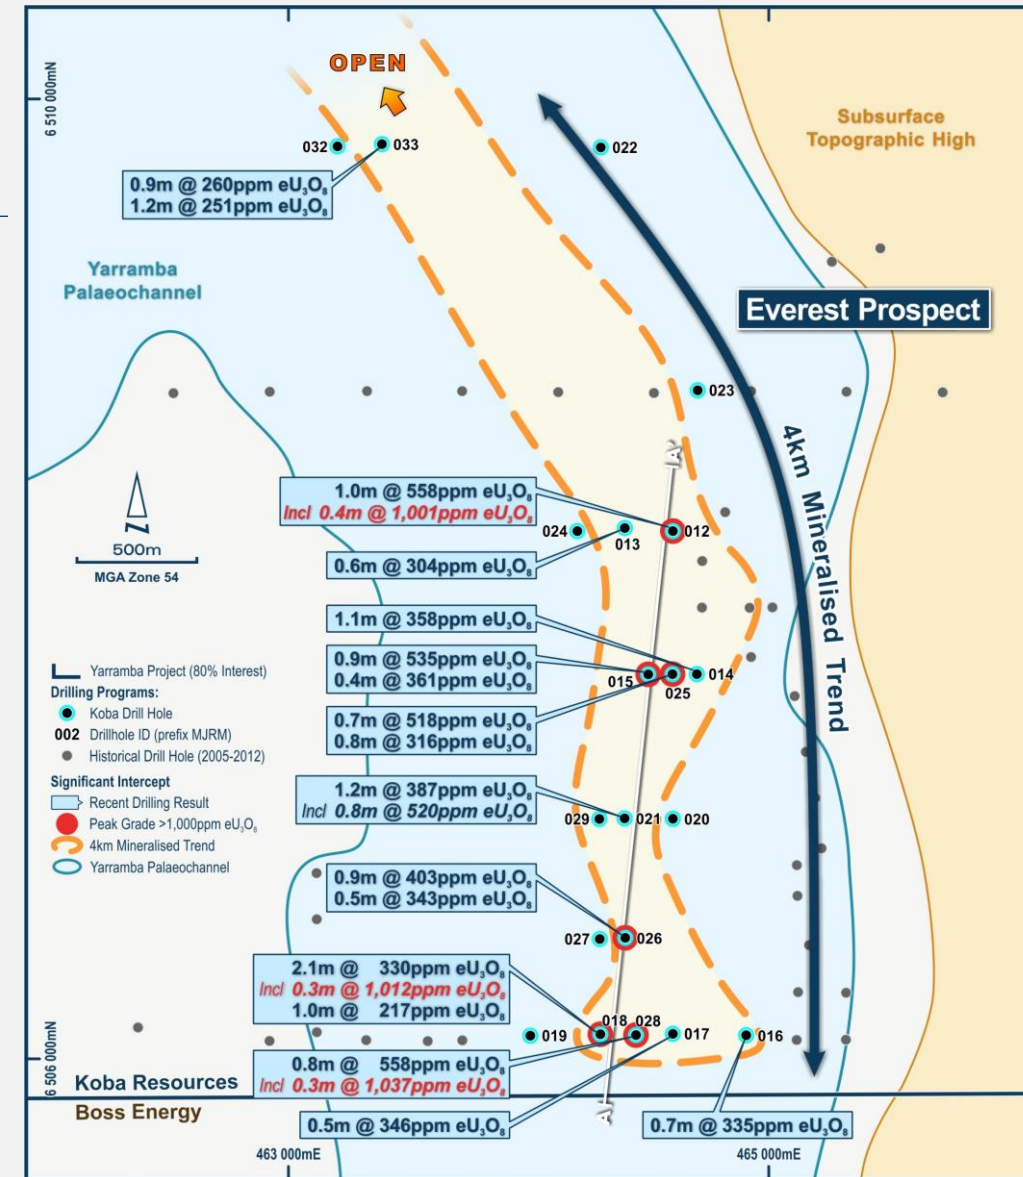 6 510 000mN
OPEN
Subsurface
Topographic High
032
033
022
0.9m @ 260ppm eU₃O₈
1.2m @ 251ppm eU₃O₈
Yarramba
Palaeochannel
Everest Prospect
023
4km Mineralised Trend
A'
1.0m @ 558ppm eU₃O₈
Incl 0.4m @ 1,001ppm eU₃O₈
024
013
012
0.6m @ 304ppm eU₃O₈
N
500m
MGA Zone 54
1.1m @ 358ppm eU₃O₈
0.9m @ 535ppm eU₃O₈
0.4m @ 361ppm eU₃O₈
015
025
014
0.7m @ 518ppm eU₃O₈
0.8m @ 316ppm eU₃O₈
Yarramba Project (80% Interest)
Drilling Programs:
Koba Drill Hole
002 Drillhole ID (prefix MJRM)
Historical Drill Hole (2005-2012)
Significant Intercept
Recent Drilling Result
Peak Grade >1,000ppm eU₃O₈
4km Mineralised Trend
Yarramba Palaeochannel
1.2m @ 387ppm eU₃O₈
Incl 0.8m @ 520ppm eU₃O₈
029
021
020
0.9m @ 403ppm eU₃O₈
0.5m @ 343ppm eU₃O₈
027
026
2.1m @ 330ppm eU₃O₈
Incl 0.3m @ 1,012ppm eU₃O₈
1.0m @ 217ppm eU₃O₈
018
028
019
017
016
0.8m @ 558ppm eU₃O₈
Incl 0.3m @ 1,037ppm eU₃O₈
6 506 000mN
Koba Resources
Boss Energy
A
0.5m @ 346ppm eU₃O₈
0.7m @ 335ppm eU₃O₈
463 000mE
465 000mE